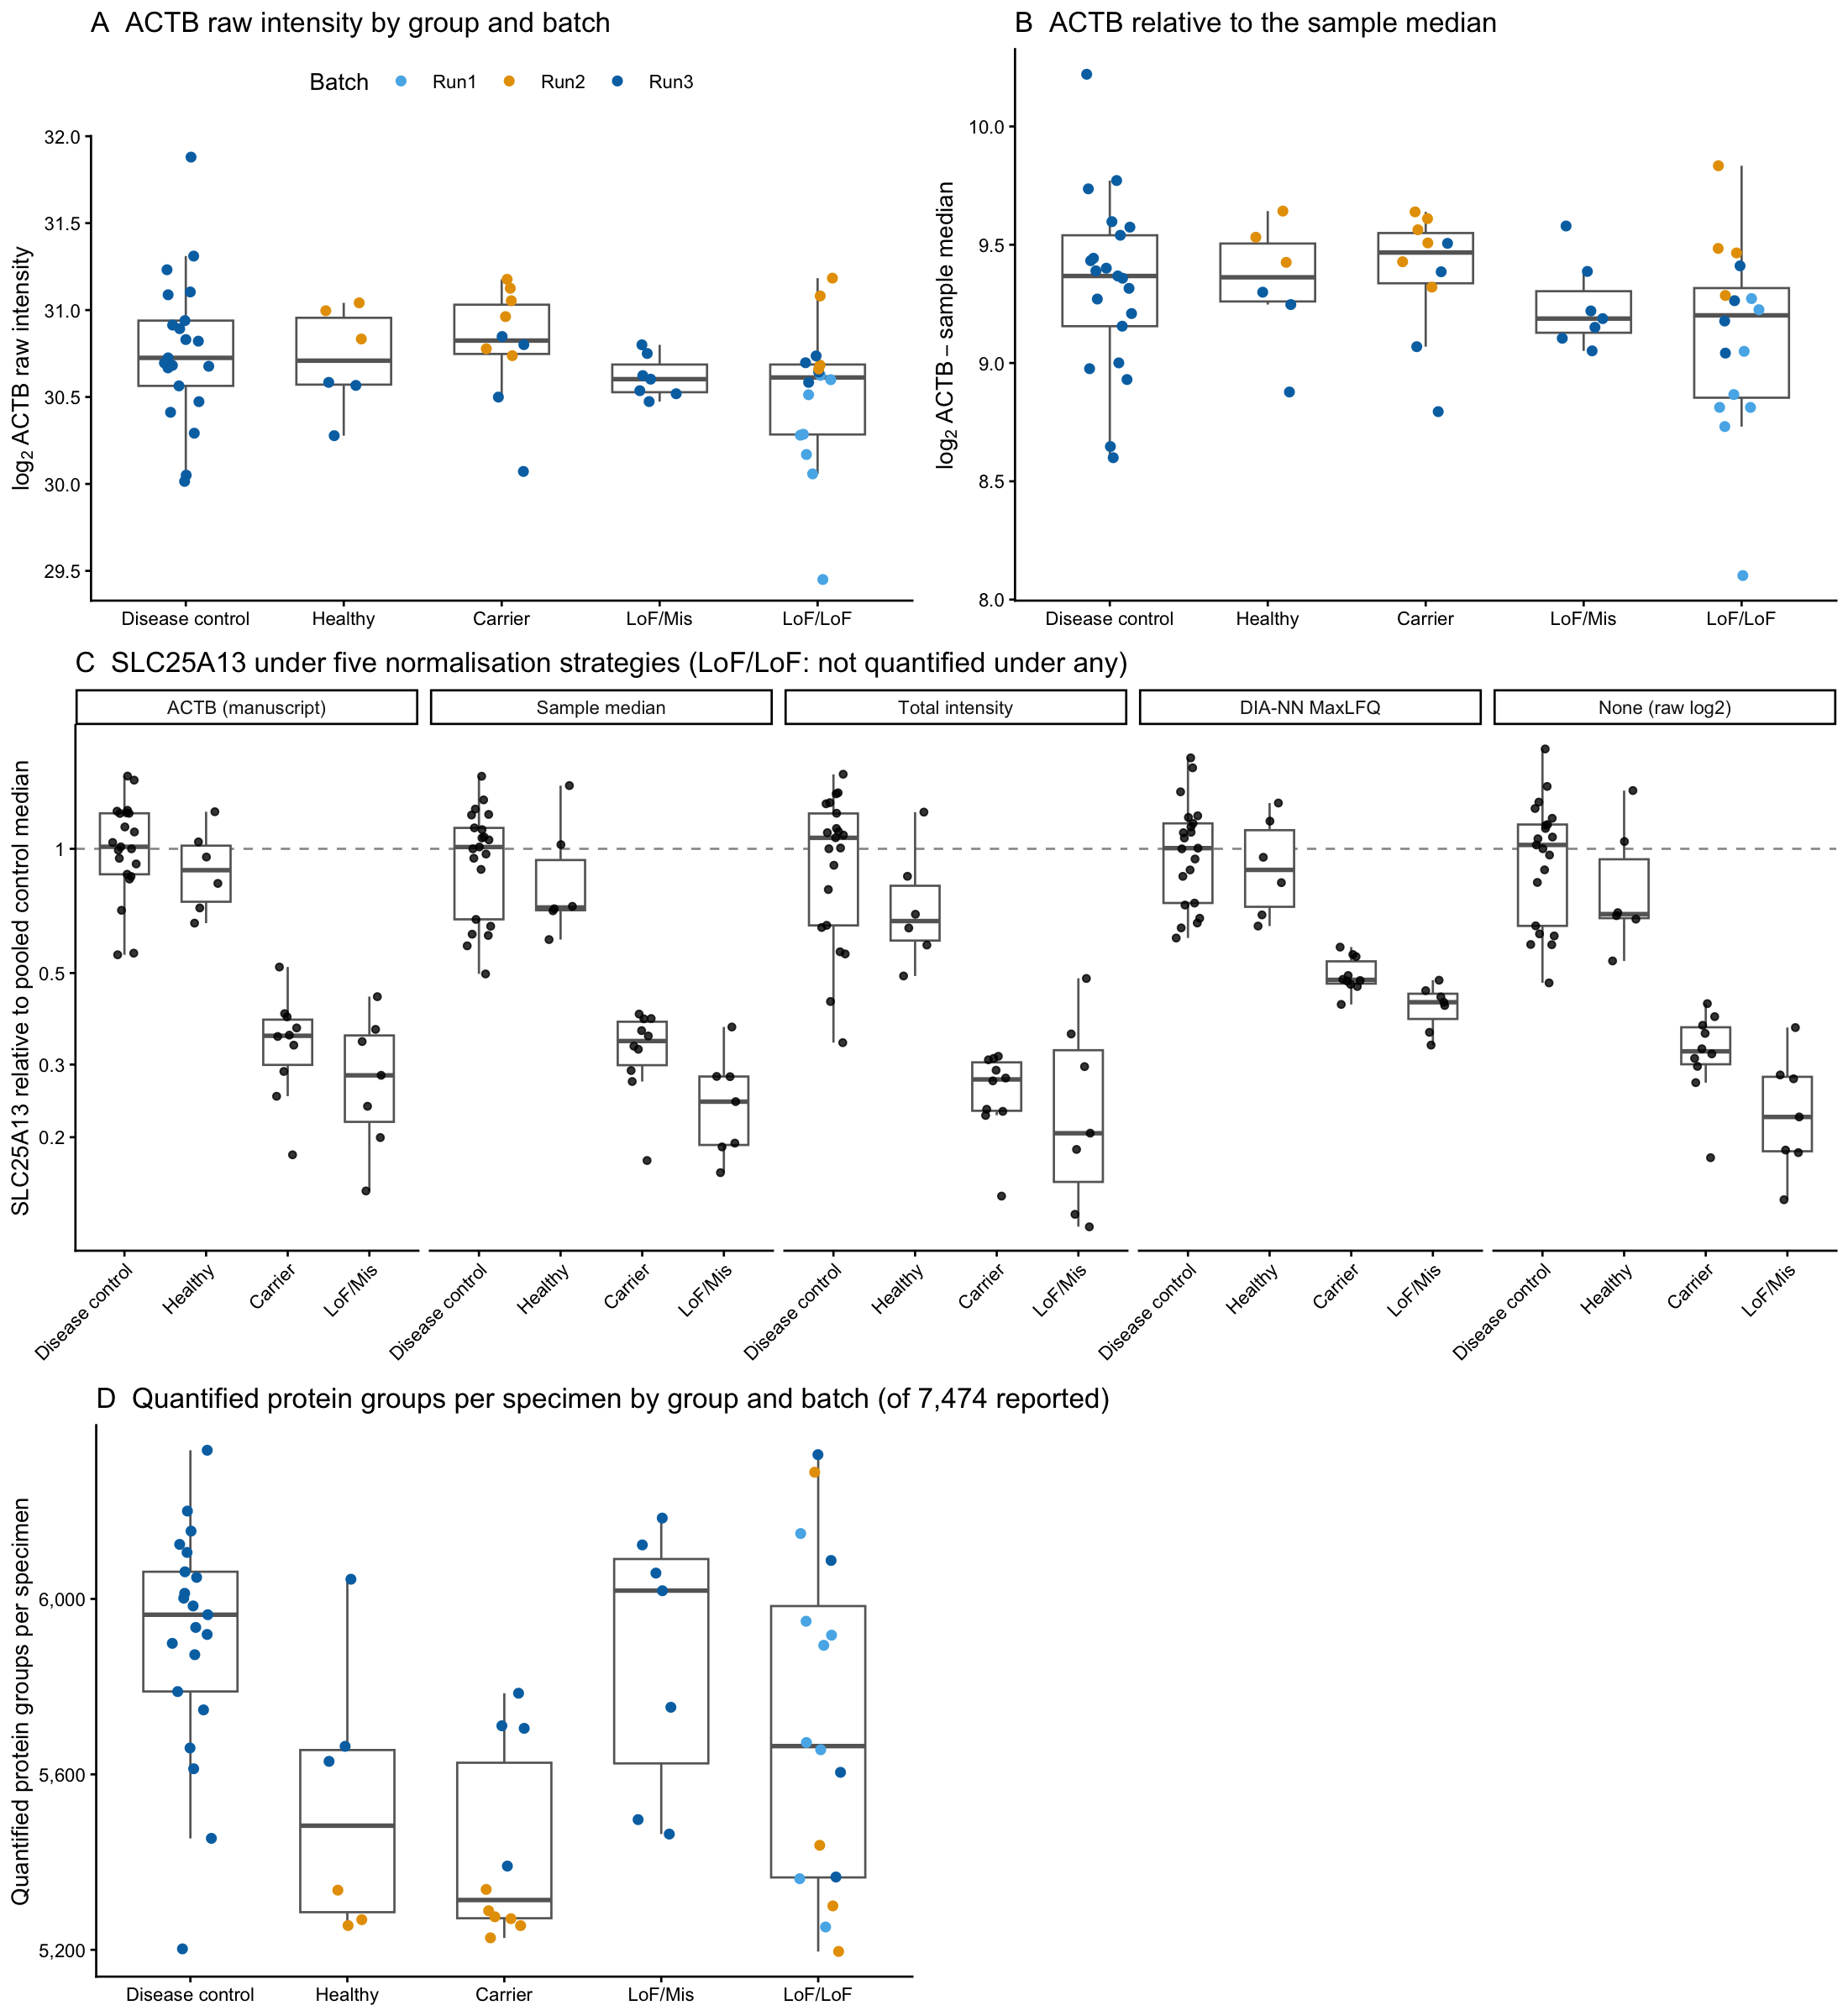 A ACTB raw intensity by group and batch
Batch Run1 Run2 Run3
log2 ACTB raw intensity
32.0
31.5
31.0
30.5
30.0
29.5
Disease control Healthy Carrier LoF/Mis LoF/LoF
B ACTB relative to the sample median
log2 ACTB – sample median
10.0
9.5
9.0
8.5
8.0
Disease control Healthy Carrier LoF/Mis LoF/LoF
C SLC25A13 under five normalisation strategies (LoF/LoF: not quantified under any)
ACTB (manuscript) Sample median Total intensity DIA-NN MaxLFQ None (raw log2)
SLC25A13 relative to pooled control median
1
0.5
0.3
0.2
Disease control Healthy Carrier LoF/Mis Disease control Healthy Carrier LoF/Mis Disease control Healthy Carrier LoF/Mis Disease control Healthy Carrier LoF/Mis Disease control Healthy Carrier LoF/Mis
D Quantified protein groups per specimen by group and batch (of 7,474 reported)
Quantified protein groups per specimen
6,000
5,600
5,200
Disease control Healthy Carrier LoF/Mis LoF/LoF